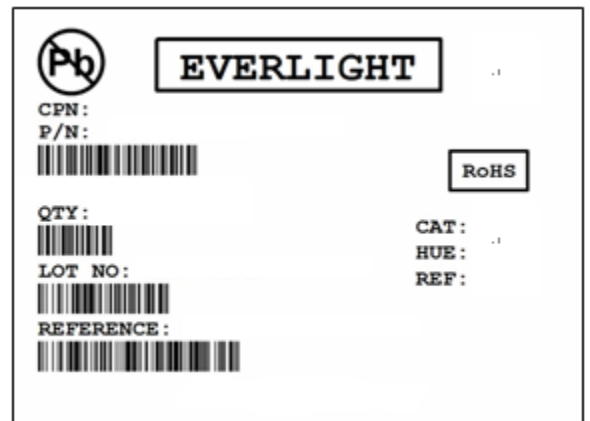 Pb
EVERLIGHT
CPN:
P/N:
RoHS
QTY:
CAT:
HUE:
LOT NO:
REF:
REFERENCE: